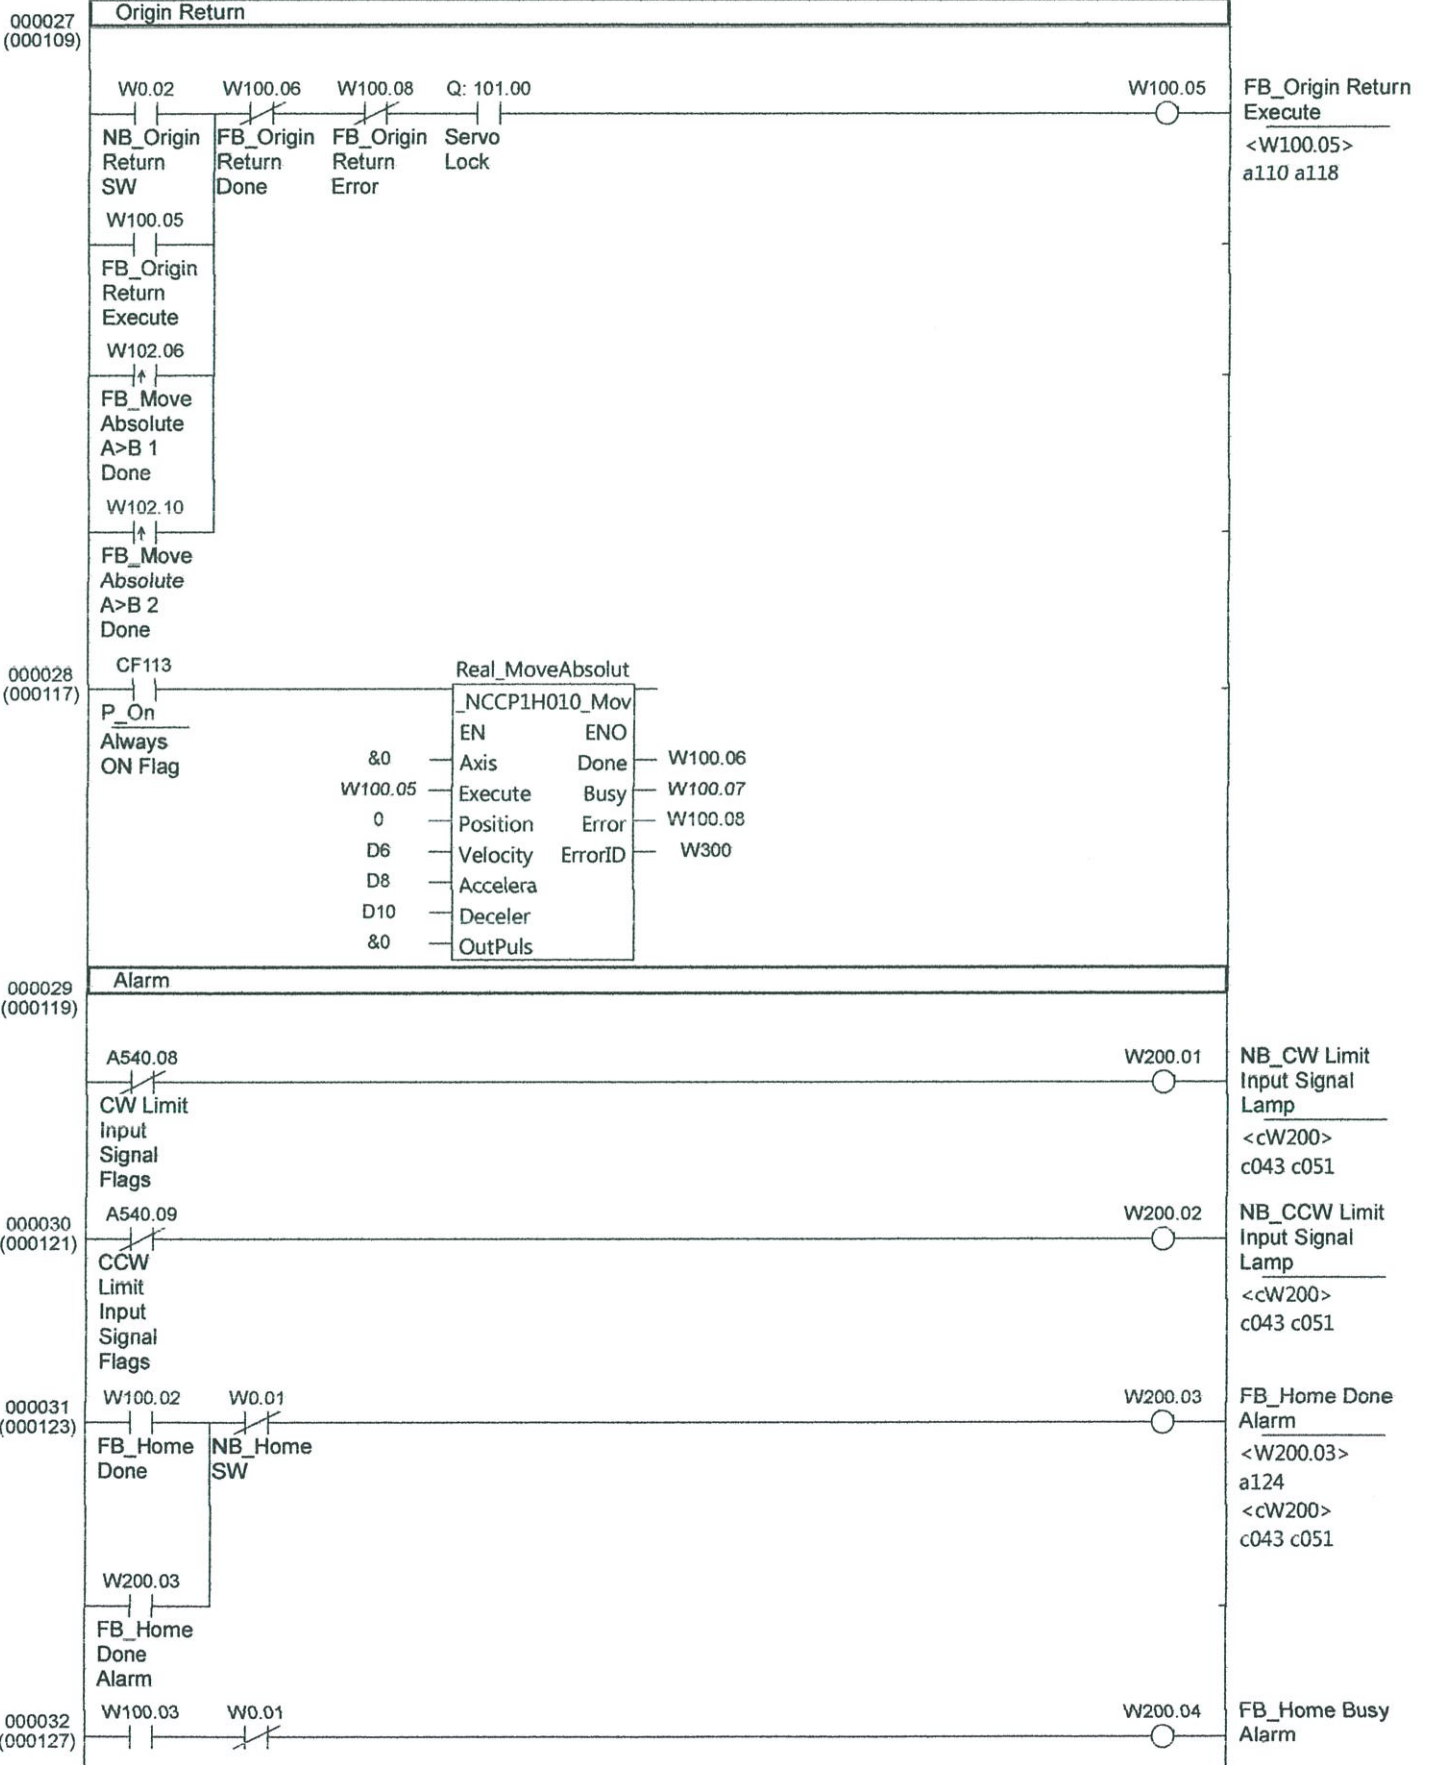 000027
(000109)
Origin Return
W0.02 W100.06 W100.08 Q: 101.00 W100.05
NB_Origin Return SW
FB_Origin Return Done
FB_Origin Return Error
Servo Lock
FB_Origin Return
Execute
<W100.05>
a110 a118
W100.05
FB_Origin
Return
Execute
W102.06
FB_Move
Absolute
A>B 1
Done
W102.10
FB_Move
Absolute
A>B 2
Done
000028
(000117)
CF113
P_On
Always
ON Flag
Real_MoveAbsolut
_NCCP1H010_Mov
EN ENO
&0 Axis Done W100.06
W100.05 Execute Busy W100.07
0 Position Error W100.08
D6 Velocity ErrorID W300
D8 Accelera
D10 Deceler
&0 OutPuls
000029
(000119)
Alarm
A540.08
CW Limit
Input
Signal
Flags
W200.01
NB_CW Limit
Input Signal
Lamp
<cW200>
c043 c051
000030
(000121)
A540.09
CCW
Limit
Input
Signal
Flags
W200.02
NB_CCW Limit
Input Signal
Lamp
<cW200>
c043 c051
000031
(000123)
W100.02 W0.01
FB_Home Done
NB_Home SW
W200.03
FB_Home Done
Alarm
<W200.03>
a124
<cW200>
c043 c051
W200.03
FB_Home
Done
Alarm
000032
(000127)
W100.03 W0.01
W200.04
FB_Home Busy
Alarm